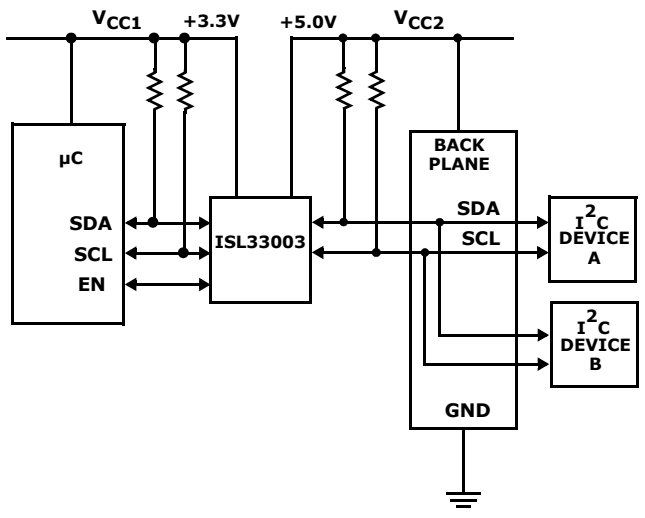 VCC1 +3.3V +5.0V VCC2
µC
BACK
PLANE
SDA
SCL
EN
ISL33003
SDA
SCL
I2C
DEVICE
A
I2C
DEVICE
B
GND